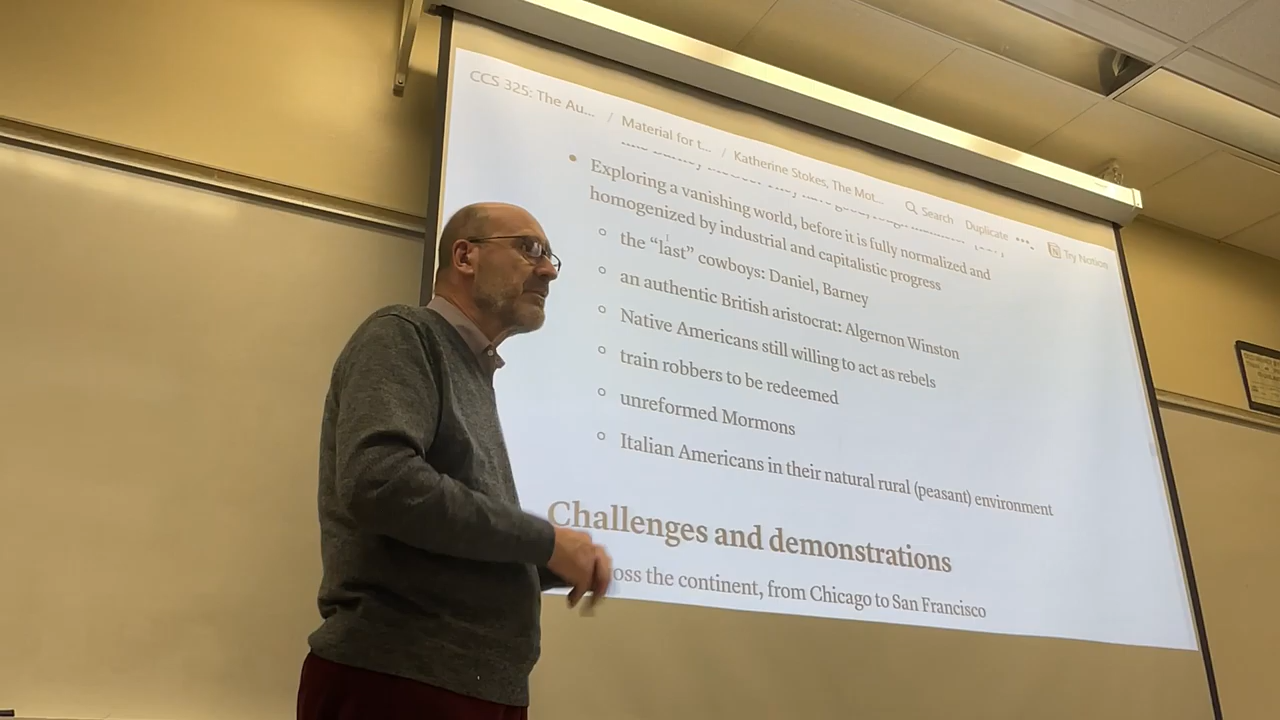 CCS 325: The Au... / Material for t... / Katherine Stokes, The Mot... Search Duplicate ••• Try Notion
• Exploring a vanishing world, before it is fully normalized and
homogenized by industrial and capitalistic progress
○ the “last” cowboys: Daniel, Barney
○ an authentic British aristocrat: Algernon Winston
○ Native Americans still willing to act as rebels
○ train robbers to be redeemed
○ unreformed Mormons
○ Italian Americans in their natural rural (peasant) environment
Challenges and demonstrations
the continent, from Chicago to San Francisco